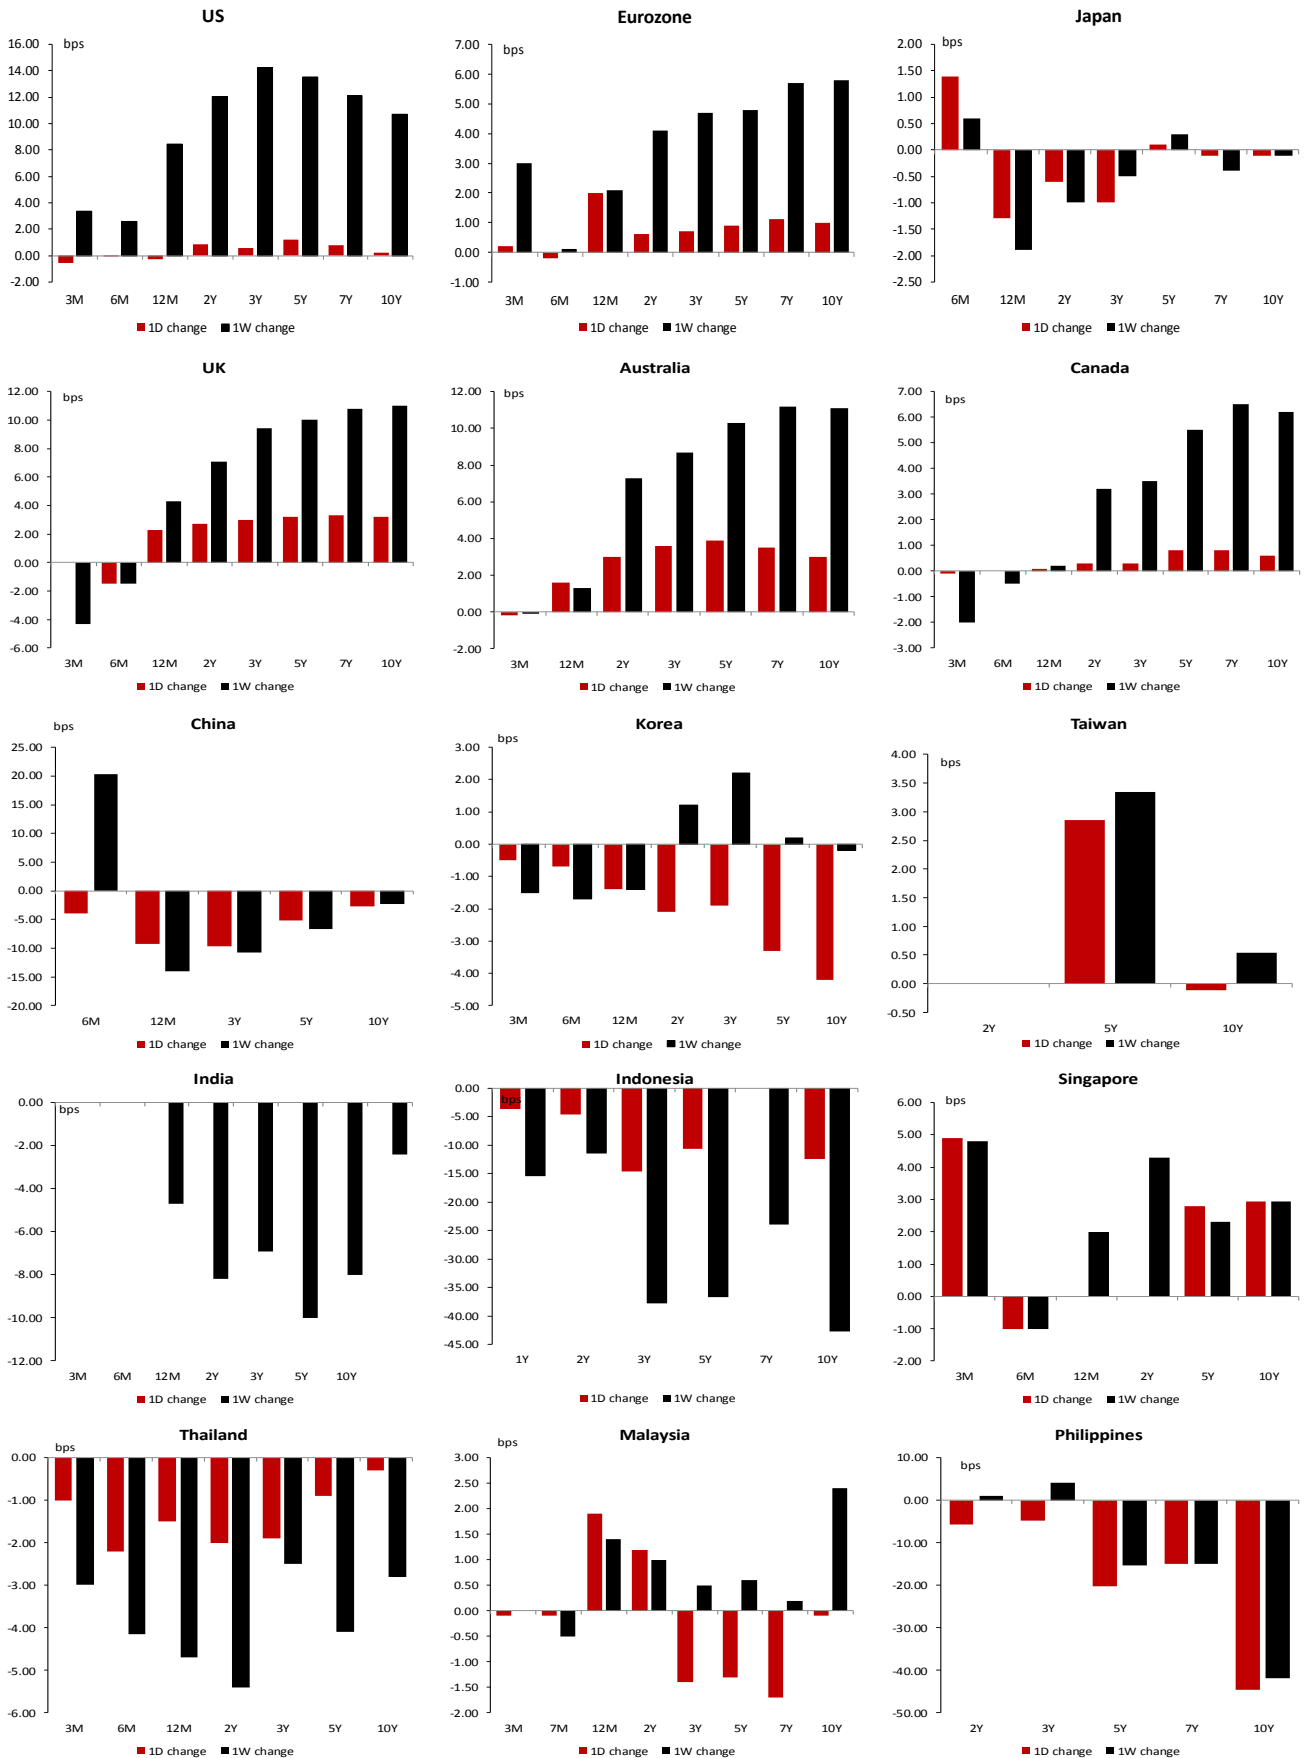 US
bps
16.00
14.00
12.00
10.00
8.00
6.00
4.00
2.00
0.00
-2.00
3M 6M 12M 2Y 3Y 5Y 7Y 10Y
1D change 1W change
Eurozone
bps
7.00
6.00
5.00
4.00
3.00
2.00
1.00
0.00
-1.00
3M 6M 12M 2Y 3Y 5Y 7Y 10Y
1D change 1W change
Japan
bps
2.00
1.50
1.00
0.50
0.00
-0.50
-1.00
-1.50
-2.00
-2.50
6M 12M 2Y 3Y 5Y 7Y 10Y
1D change 1W change
UK
bps
12.00
10.00
8.00
6.00
4.00
2.00
0.00
-2.00
-4.00
-6.00
3M 6M 12M 2Y 3Y 5Y 7Y 10Y
1D change 1W change
Australia
bps
12.00
10.00
8.00
6.00
4.00
2.00
0.00
-2.00
3M 12M 2Y 3Y 5Y 7Y 10Y
1D change 1W change
Canada
bps
7.00
6.00
5.00
4.00
3.00
2.00
1.00
0.00
-1.00
-2.00
-3.00
3M 6M 12M 2Y 3Y 5Y 7Y 10Y
1D change 1W change
China
bps
25.00
20.00
15.00
10.00
5.00
0.00
-5.00
-10.00
-15.00
-20.00
6M 12M 3Y 5Y 10Y
1D change 1W change
Korea
bps
3.00
2.00
1.00
0.00
-1.00
-2.00
-3.00
-4.00
-5.00
3M 6M 12M 2Y 3Y 5Y 10Y
1D change 1W change
Taiwan
bps
4.00
3.50
3.00
2.50
2.00
1.50
1.00
0.50
0.00
-0.50
2Y 5Y 10Y
1D change 1W change
India
bps
0.00
-2.00
-4.00
-6.00
-8.00
-10.00
-12.00
3M 6M 12M 2Y 3Y 5Y 10Y
1D change 1W change
Indonesia
bps
0.00
-5.00
-10.00
-15.00
-20.00
-25.00
-30.00
-35.00
-40.00
-45.00
1Y 2Y 3Y 5Y 7Y 10Y
1D change 1W change
Singapore
bps
6.00
5.00
4.00
3.00
2.00
1.00
0.00
-1.00
-2.00
3M 6M 12M 2Y 5Y 10Y
1D change 1W change
Thailand
bps
0.00
-1.00
-2.00
-3.00
-4.00
-5.00
-6.00
3M 6M 12M 2Y 3Y 5Y 10Y
1D change 1W change
Malaysia
bps
3.00
2.50
2.00
1.50
1.00
0.50
0.00
-0.50
-1.00
-1.50
-2.00
3M 7M 12M 2Y 3Y 5Y 7Y 10Y
1D change 1W change
Philippines
bps
10.00
0.00
-10.00
-20.00
-30.00
-40.00
-50.00
2Y 3Y 5Y 7Y 10Y
1D change 1W change